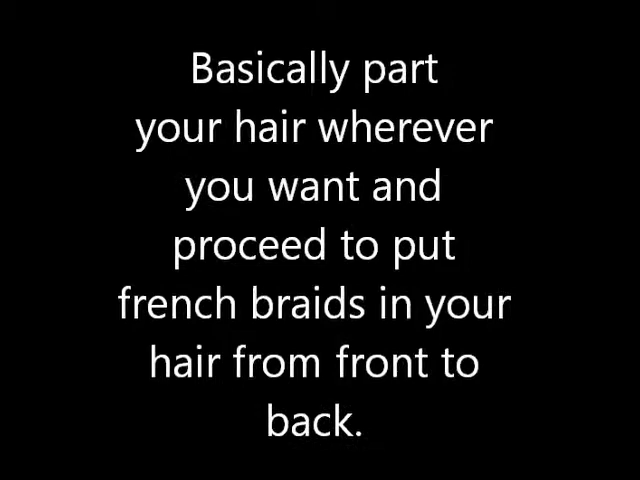 Basically part
your hair wherever
you want and
proceed to put
french braids in your
hair from front to
back.